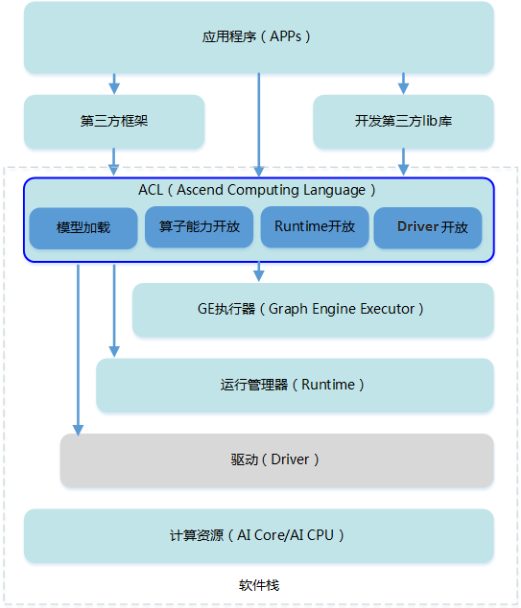 应用程序（APPs）
第三方框架
开发第三方lib库
ACL（Ascend Computing Language）
模型加载
算子能力开放
Runtime开放
Driver 开放
GE执行器（Graph Engine Executor）
运行管理器（Runtime）
驱动（Driver）
计算资源（AI Core/AI CPU）
软件栈